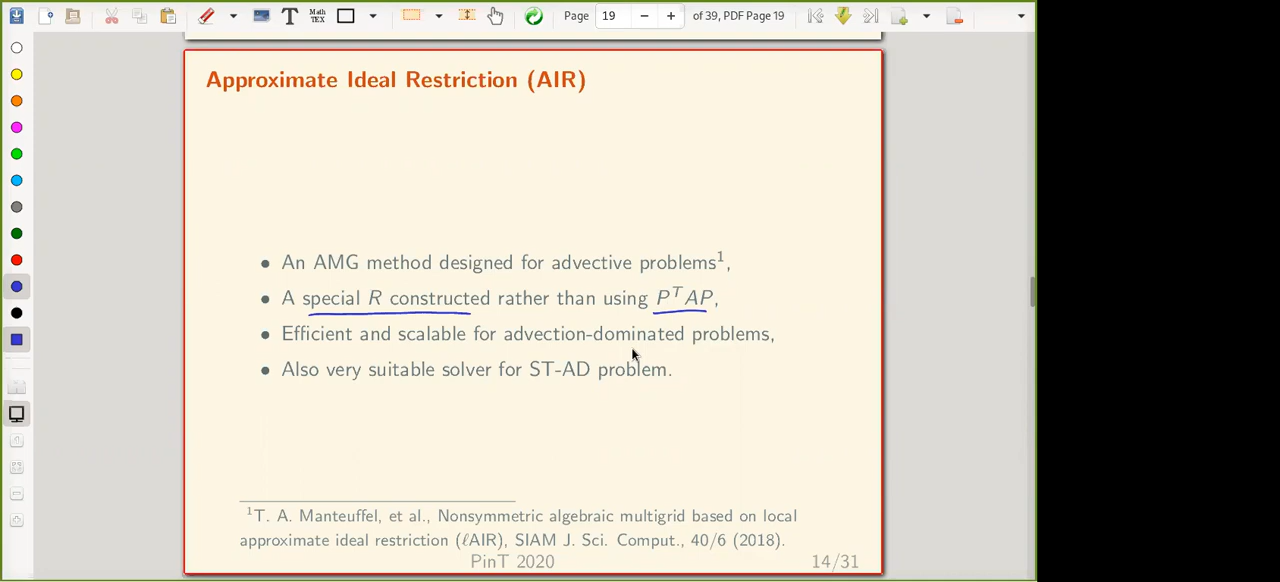 Math
TEX
Page 19 − + of 39, PDF Page 19
Approximate Ideal Restriction (AIR)
• An AMG method designed for advective problems¹,
• A special R constructed rather than using PᵀAP,
• Efficient and scalable for advection-dominated problems,
• Also very suitable solver for ST-AD problem.
¹T. A. Manteuffel, et al., Nonsymmetric algebraic multigrid based on local
approximate ideal restriction (ℓAIR), SIAM J. Sci. Comput., 40/6 (2018).
PinT 2020 14/31